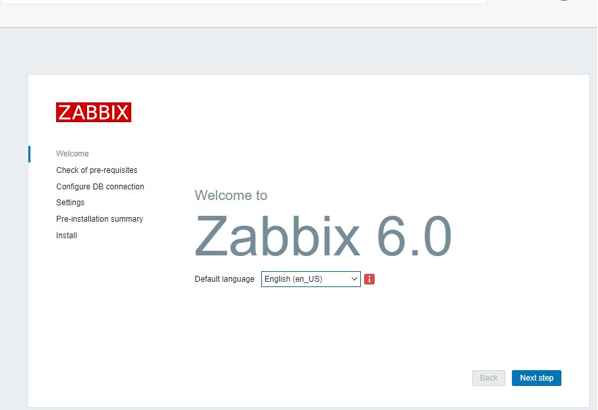 ZABBIX
Welcome
Check of pre-requisites
Configure DB connection
Settings
Pre-installation summary
Install
Welcome to
Zabbix 6.0
Default language English (en_US) i
Back Next step